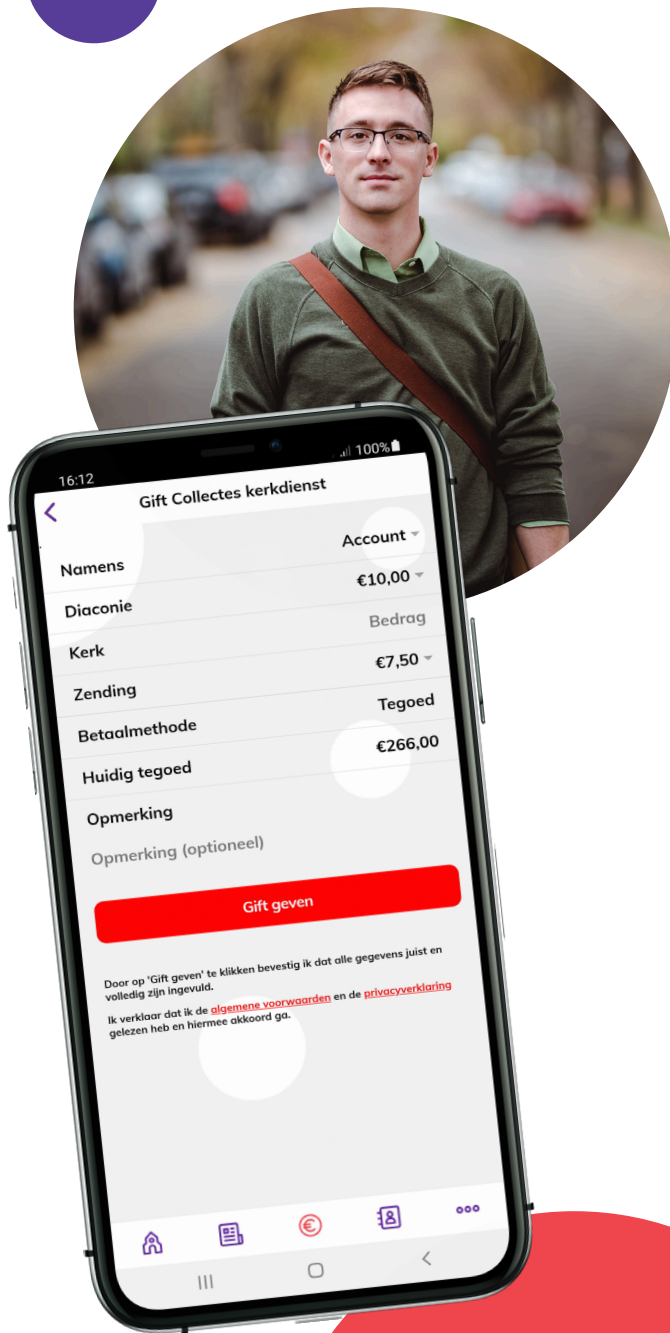 16:12
100%
Gift Collectes kerkdienst
Namens
Account
Diaconie
€10,00
Kerk
Bedrag
Zending
€7,50
Betaalmethode
Tegoed
Huidig tegoed
€266,00
Opmerking
Opmerking (optioneel)
Gift geven
Door op 'Gift geven' te klikken bevestig ik dat alle gegevens juist en
volledig zijn ingevuld.
Ik verklaar dat ik de algemene voorwaarden en de privacyverklaring
gelezen heb en hiermee akkoord ga.